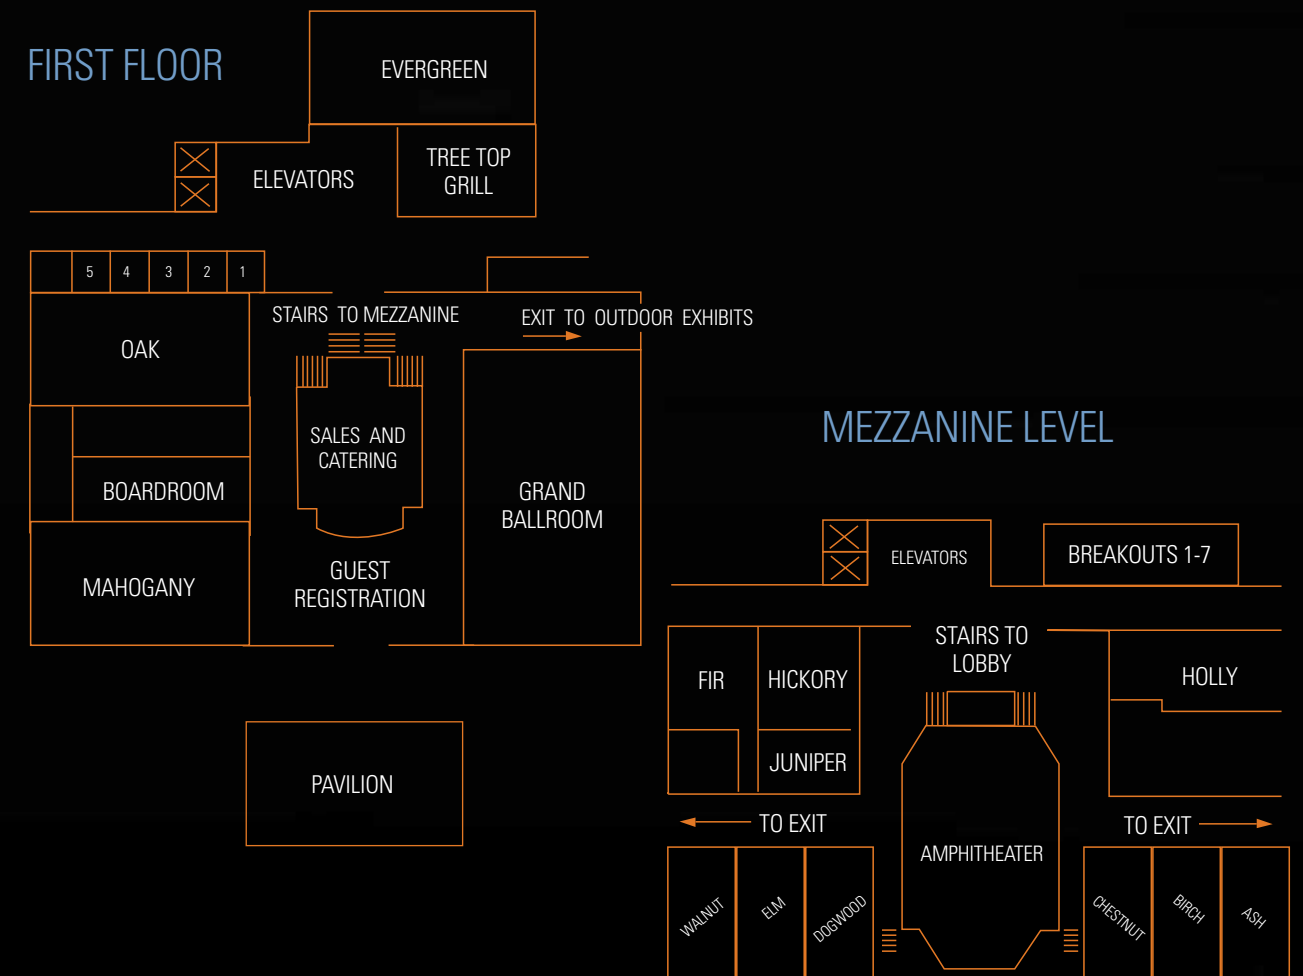 FIRST FLOOR
EVERGREEN
TREE TOP
GRILL
ELEVATORS
5 4 3 2 1
STAIRS TO MEZZANINE
EXIT TO OUTDOOR EXHIBITS
OAK
SALES AND
CATERING
BOARDROOM
GRAND
BALLROOM
MAHOGANY
GUEST
REGISTRATION
PAVILION
MEZZANINE LEVEL
ELEVATORS
BREAKOUTS 1-7
STAIRS TO
LOBBY
FIR
HICKORY
HOLLY
JUNIPER
TO EXIT
TO EXIT
AMPHITHEATER
WALNUT
ELM
DOGWOOD
CHESTNUT
BIRCH
ASH